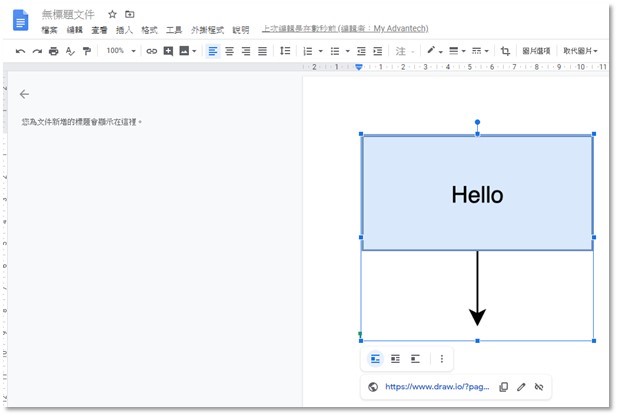 無標題文件
檔案 編輯 查看 插入 格式 工具 外掛程式 說明 上次編輯是在數秒前 (編輯者：My Advantech)
100% 注 圖片選項 取代圖片
2 1 1 2 3 4 5 6 7 8 9 10 11
您為文件新增的標題會顯示在這裡。
Hello
https://www.draw.io/?pag...